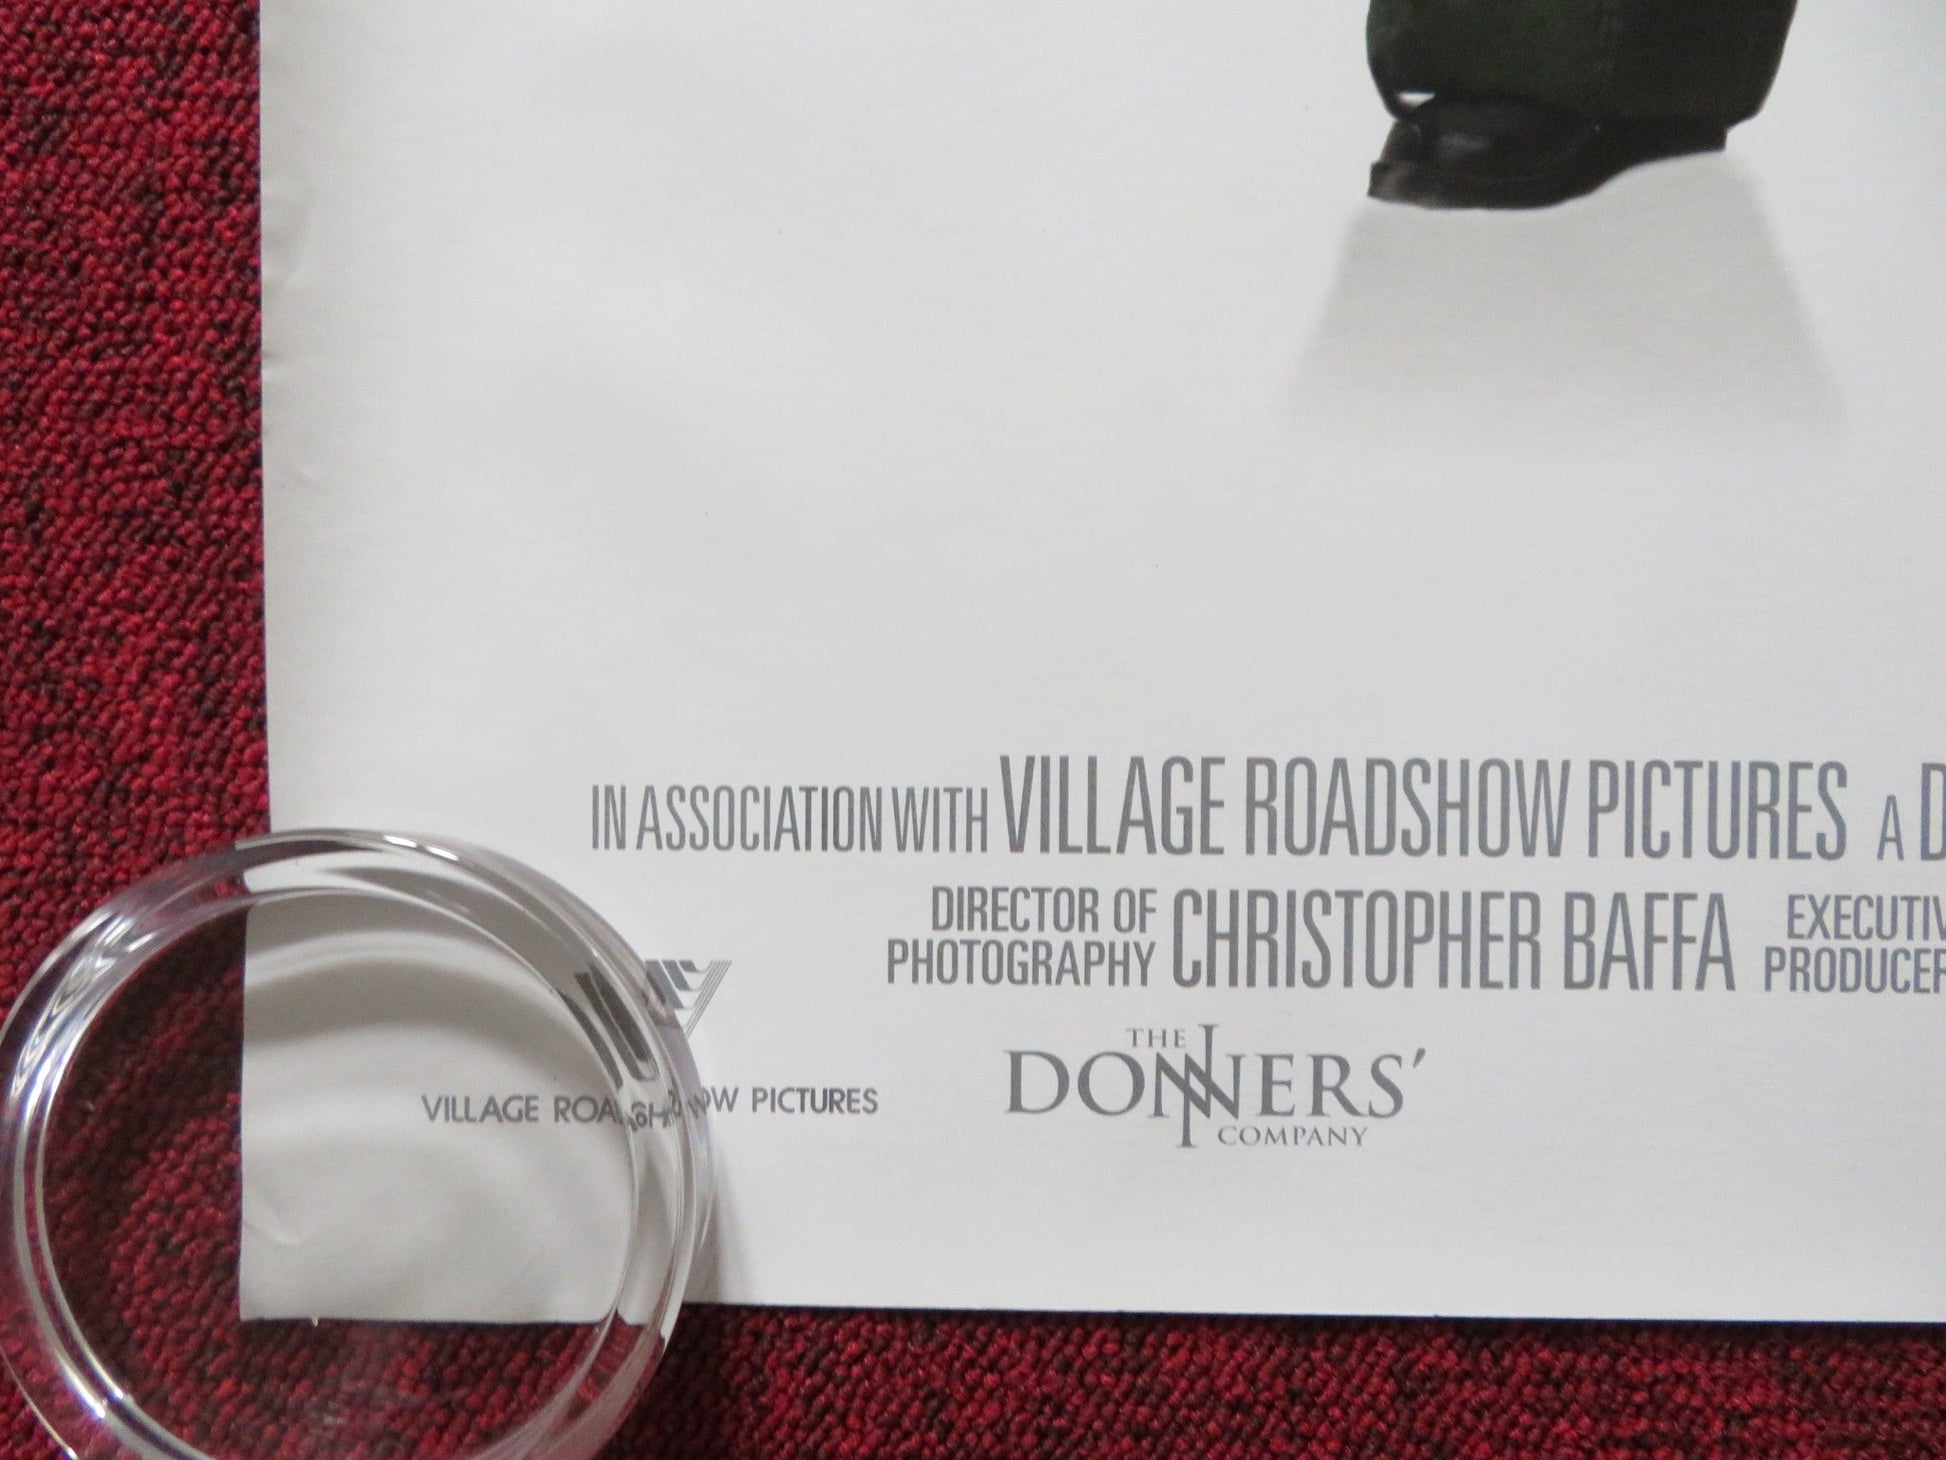 IN ASSOCIATION WITH VILLAGE ROADSHOW PICTURES A D
DIRECTOR OF PHOTOGRAPHY CHRISTOPHER BAFFA EXECUTIV PRODUCER
THE
DONNERS'
COMPANY
VILLAGE ROADSHOW PICTURES